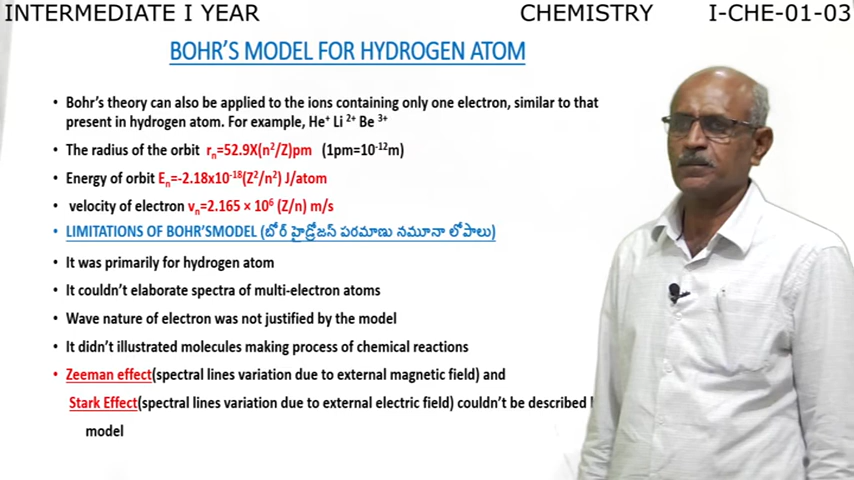 INTERMEDIATE I YEAR CHEMISTRY I-CHE-01-03
BOHR'S MODEL FOR HYDROGEN ATOM
• Bohr's theory can also be applied to the ions containing only one electron, similar to that
present in hydrogen atom. For example, He⁺ Li ²⁺ Be ³⁺
• The radius of the orbit rₙ=52.9X(n²/Z)pm (1pm=10⁻¹²m)
• Energy of orbit Eₙ=-2.18x10⁻¹⁸(Z²/n²) J/atom
• velocity of electron vₙ=2.165 × 10⁶ (Z/n) m/s
• LIMITATIONS OF BOHR'SMODEL (బోర్ హైడ్రోజన్ పరమాణు నమూనా లోపాలు)
• It was primarily for hydrogen atom
• It couldn't elaborate spectra of multi-electron atoms
• Wave nature of electron was not justified by the model
• It didn't illustrated molecules making process of chemical reactions
• Zeeman effect(spectral lines variation due to external magnetic field) and
Stark Effect(spectral lines variation due to external electric field) couldn't be described
model